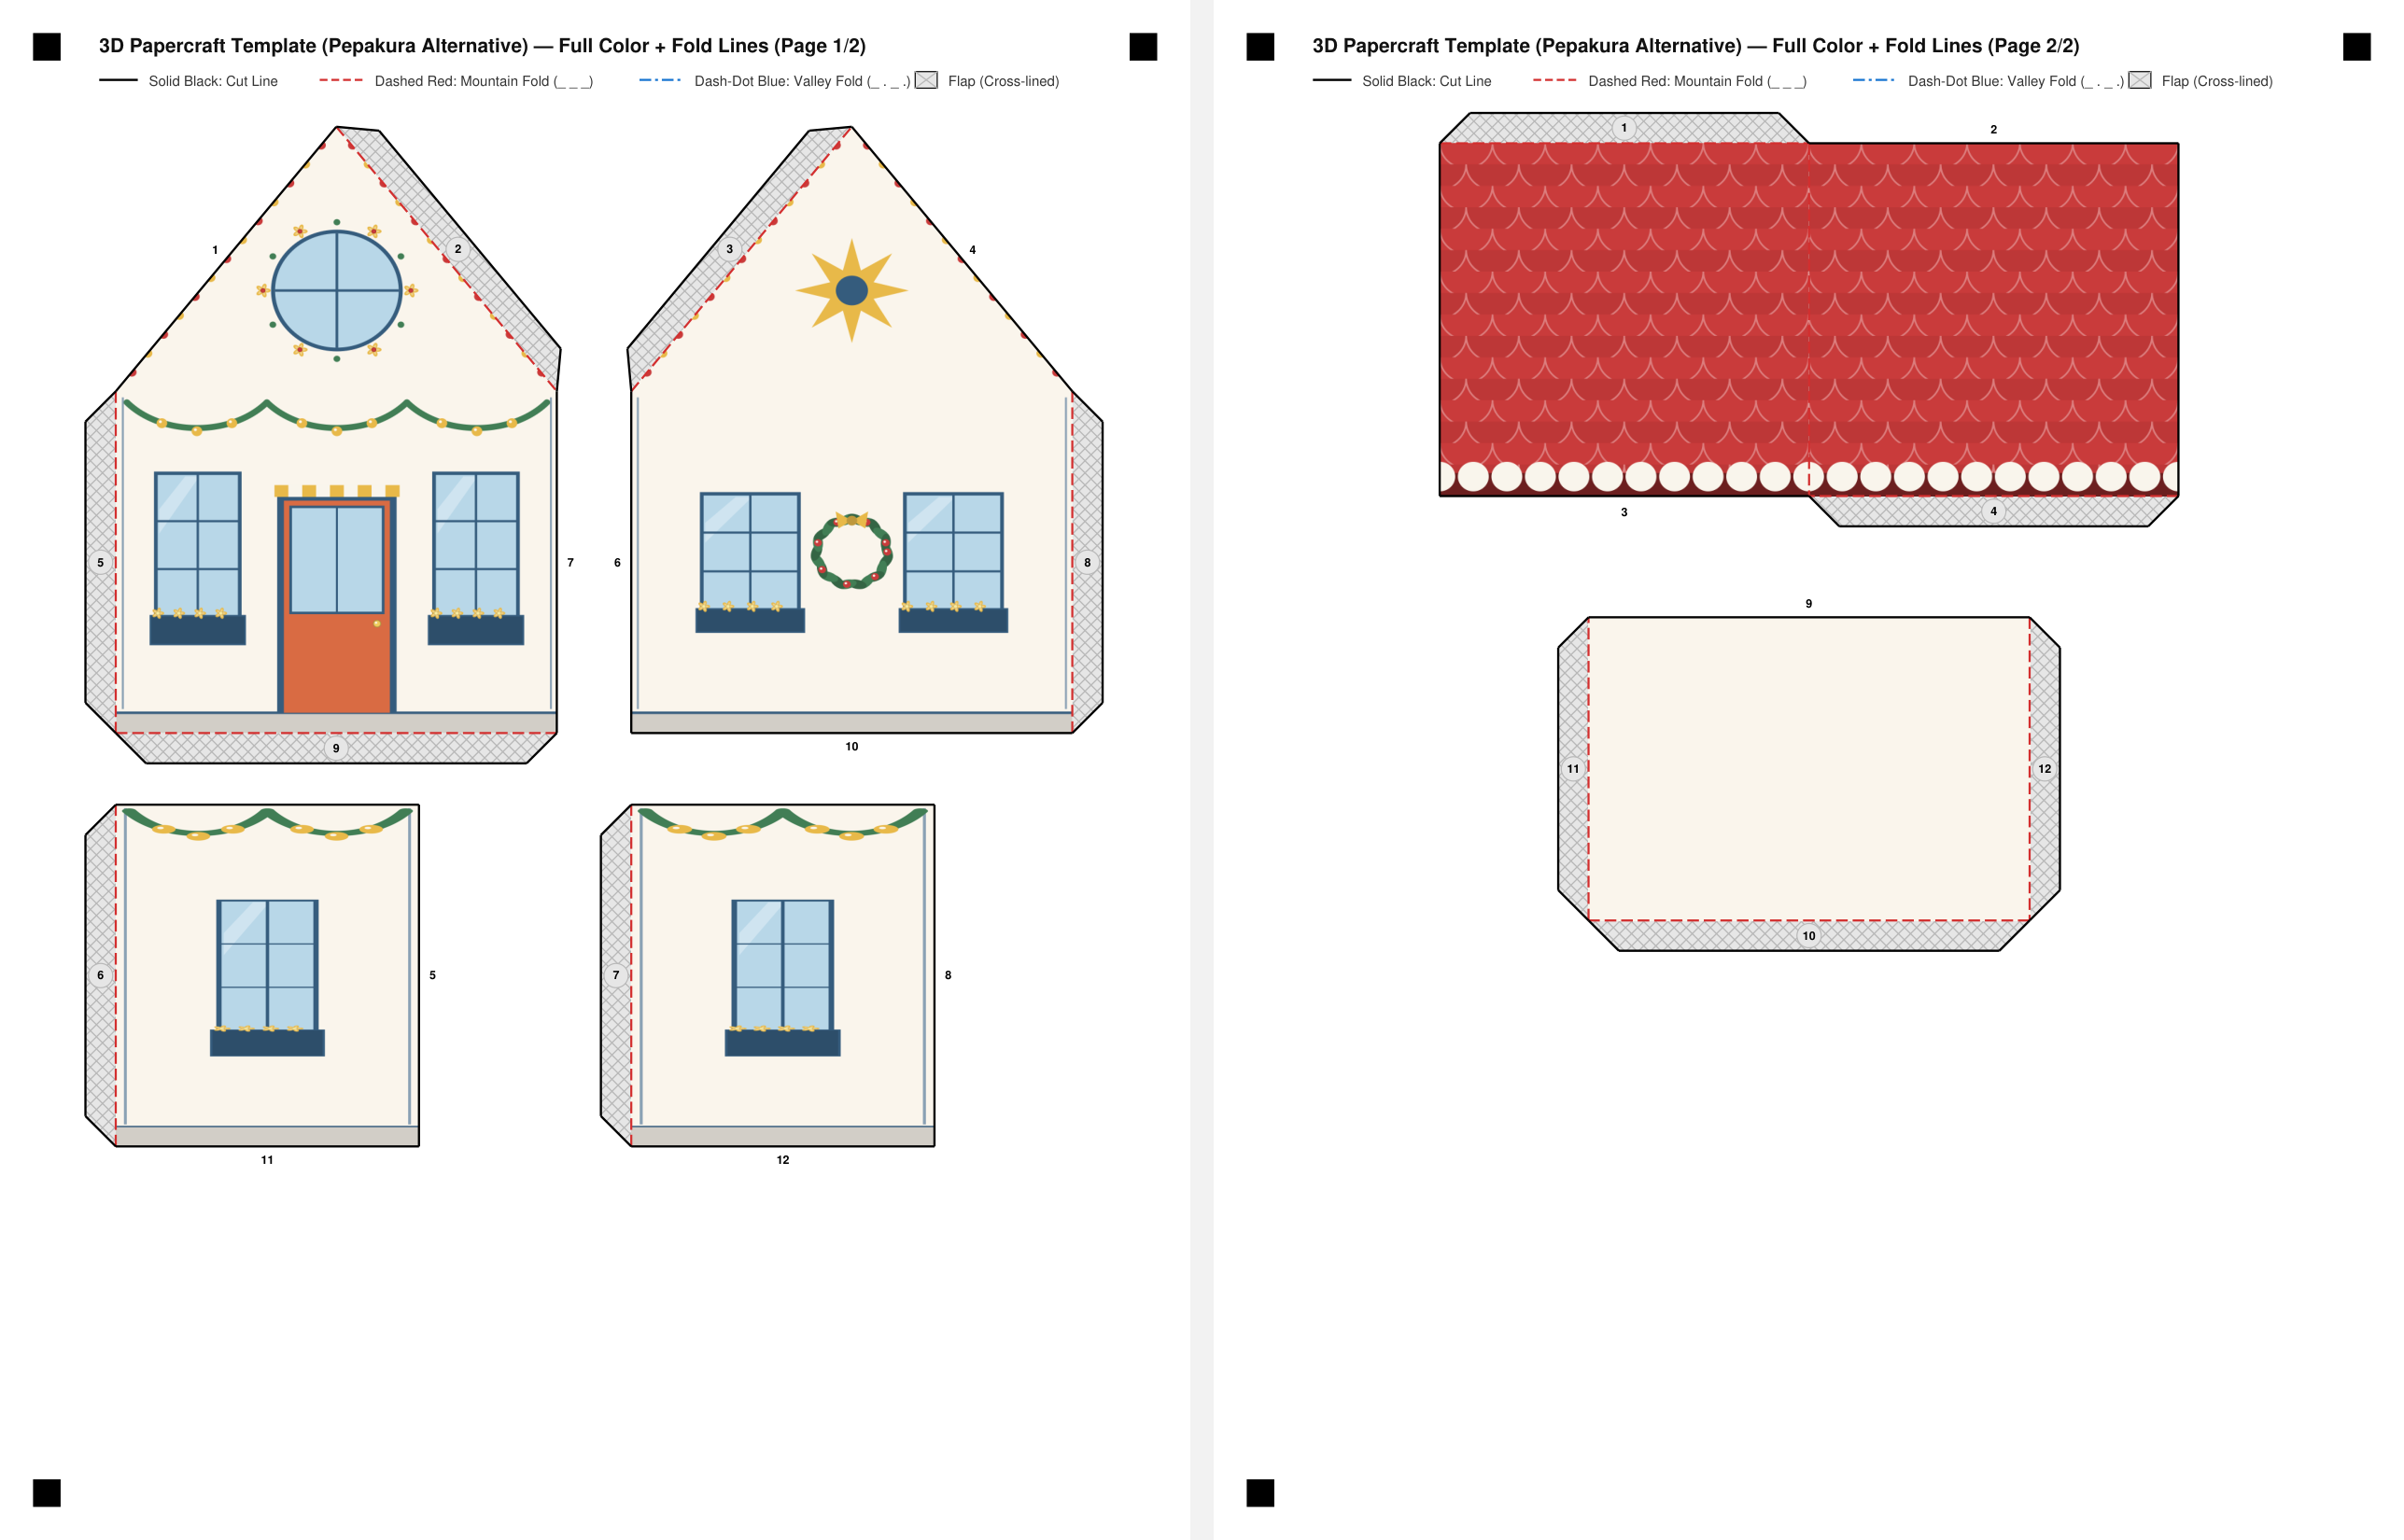 3D Papercraft Template (Pepakura Alternative) — Full Color + Fold Lines (Page 1/2)
Solid Black: Cut Line
Dashed Red: Mountain Fold (_ _ _)
Dash-Dot Blue: Valley Fold (_ . _ .)
Flap (Cross-lined)
1
2
3
4
5
7
6
8
9
10
6
5
7
8
11
12
3D Papercraft Template (Pepakura Alternative) — Full Color + Fold Lines (Page 2/2)
Solid Black: Cut Line
Dashed Red: Mountain Fold (_ _ _)
Dash-Dot Blue: Valley Fold (_ . _ .)
Flap (Cross-lined)
1
2
3
4
9
11
12
10